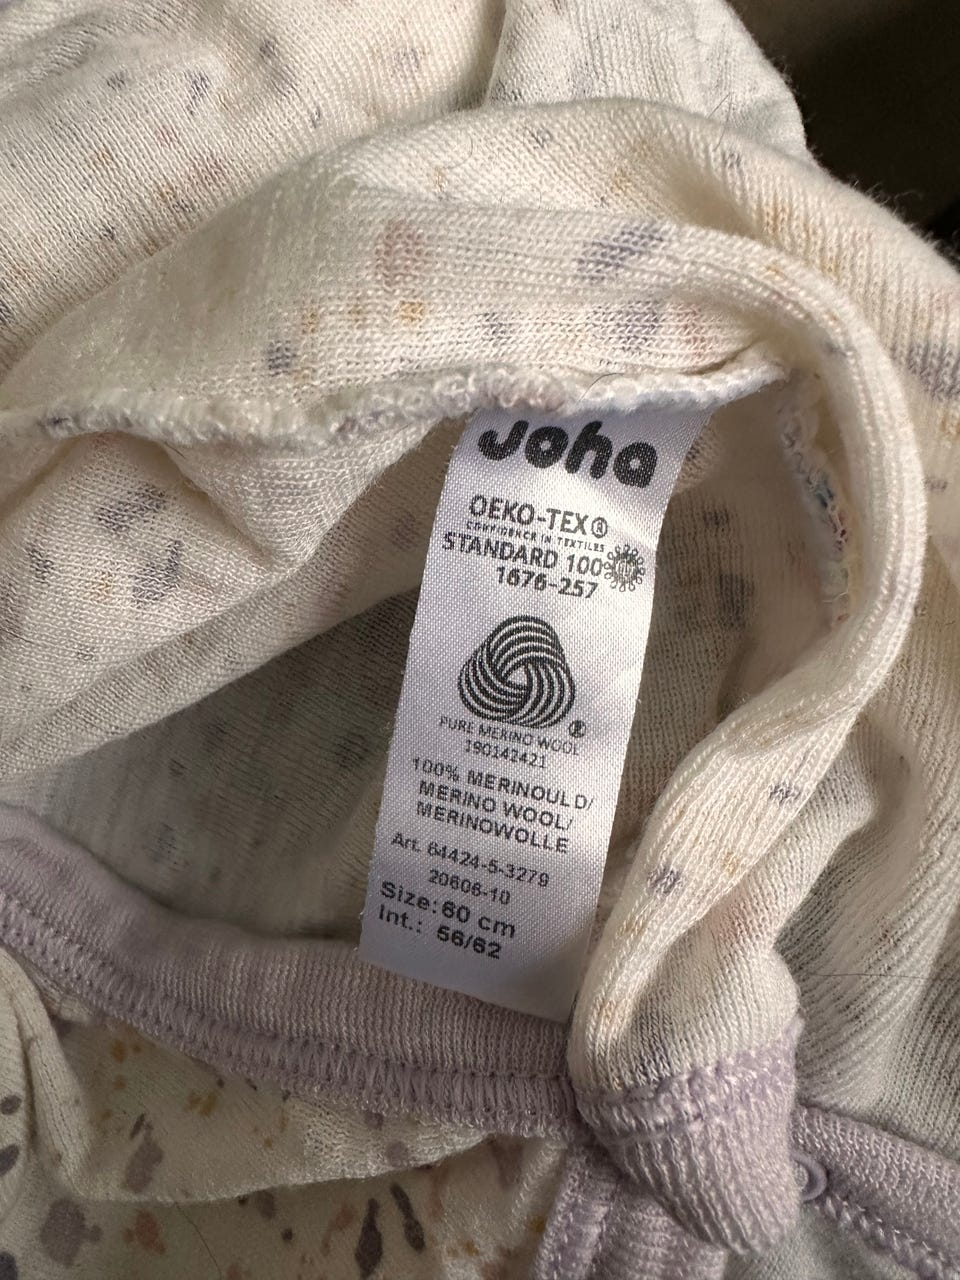 Joha
OEKO-TEX®
CONFIDENCE IN TEXTILES
STANDARD 100
1676-257
PURE MERINO WOOL
190142421
100% MERINOULD/
MERINO WOOL/
MERINOWOLLE
Art. 64424-5-3279
20606-10
Size: 60 cm
Int.: 56/62